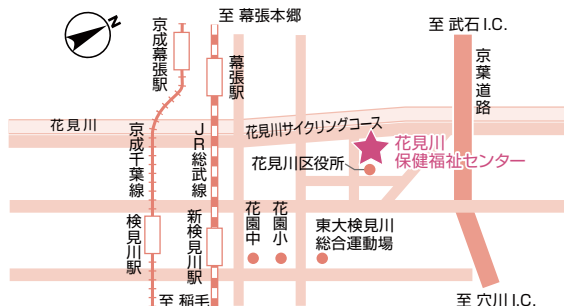 N
至 幕張本郷
至 武石I.C.
京成幕張駅
幕張駅
京葉道路
花見川
花見川サイクリングコース
花見川
保健福祉センター
花見川区役所
京成千葉線
JR総武線
検見川駅
新検見川駅
花園中
花園小
東大検見川
総合運動場
至 稲毛
至 穴川I.C.